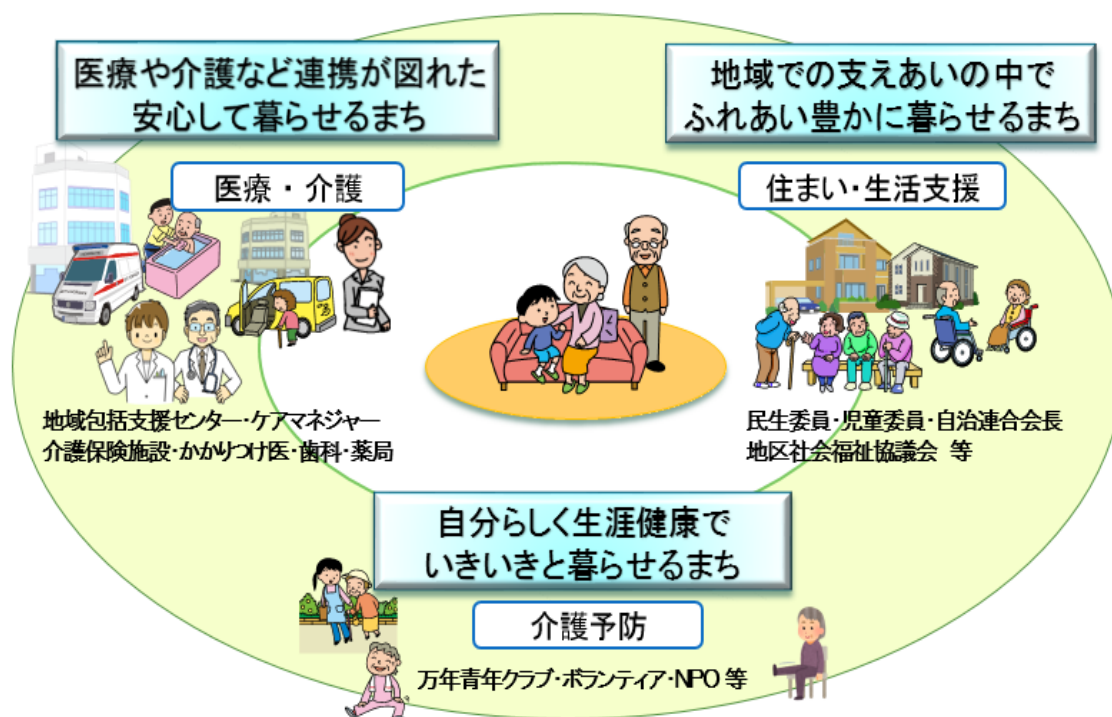 医療や介護など連携が図れた
安心して暮らせるまち
医療・介護
地域包括支援センター・ケアマネジャー
介護保険施設・かかりつけ医・歯科・薬局
地域での支えあいの中で
ふれあい豊かに暮らせるまち
住まい・生活支援
民生委員・児童委員・自治連合会長
地区社会福祉協議会 等
自分らしく生涯健康で
いきいきと暮らせるまち
介護予防
万年青年クラブ・ボランティア・NPO 等